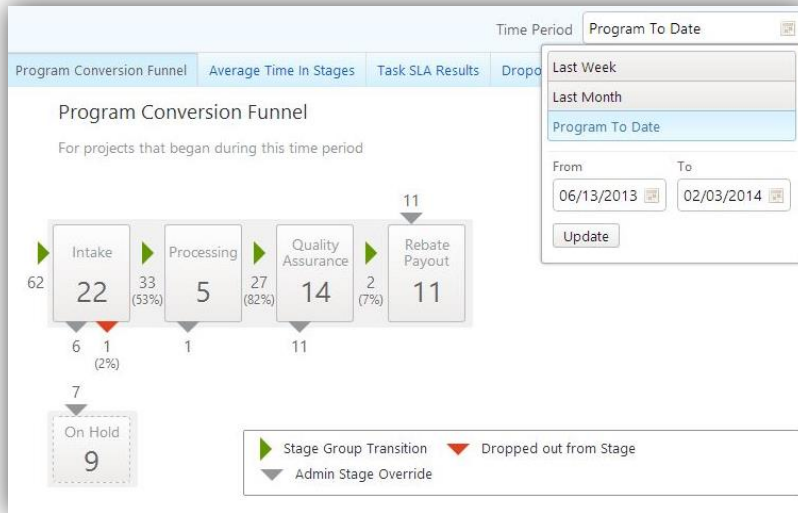 Time Period Program To Date
Program Conversion Funnel Average Time In Stages Task SLA Results
Last Week
Last Month
Program To Date
From To
06/13/2013 02/03/2014
Update
Program Conversion Funnel
For projects that began during this time period
11
Intake Processing Quality Assurance Rebate Payout
62 22 33 (53%) 5 27 (82%) 14 2 (7%) 11
6 1 (2%) 1 11
7
On Hold
9
Stage Group Transition Dropped out from Stage
Admin Stage Override